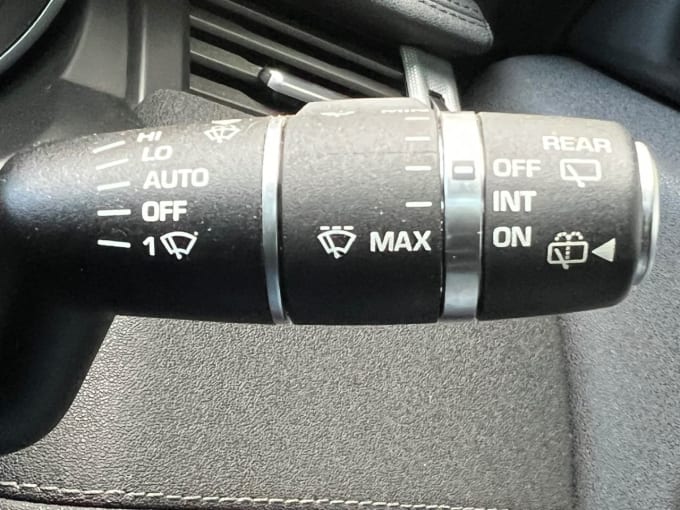 HI
LO
AUTO
OFF
1
MAX
REAR
OFF
INT
ON